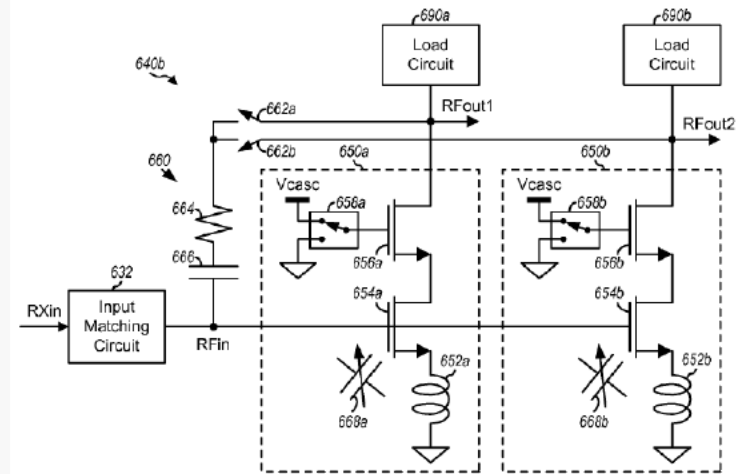 690a
690b
Load
Circuit
Load
Circuit
640b
662a
RFout1
RFout2
662b
660
650a
650b
Vcasc
Vcasc
658a
658b
664
656a
656b
666
632
654a
654b
RXin
Input
Matching
Circuit
RFin
652a
652b
668a
668b